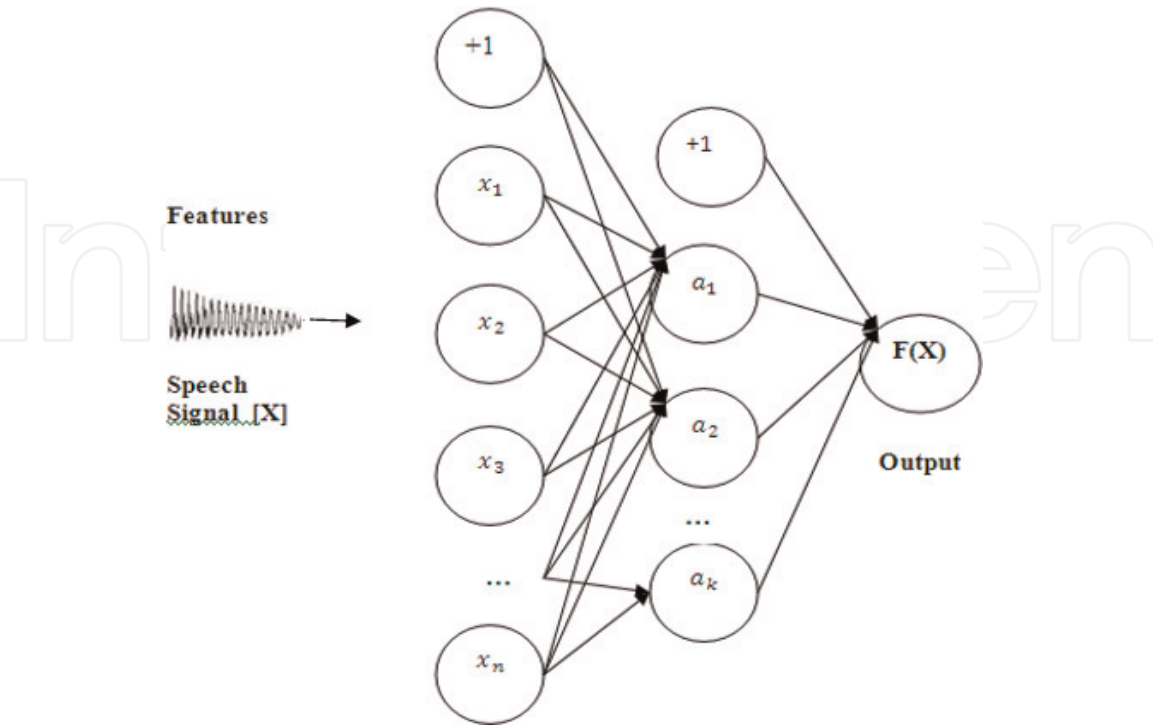 +1
x₁
x₂
x₃
...
xₙ
+1
a₁
a₂
...
aₖ
F(X)
Output
Features
Speech
Signal [X]